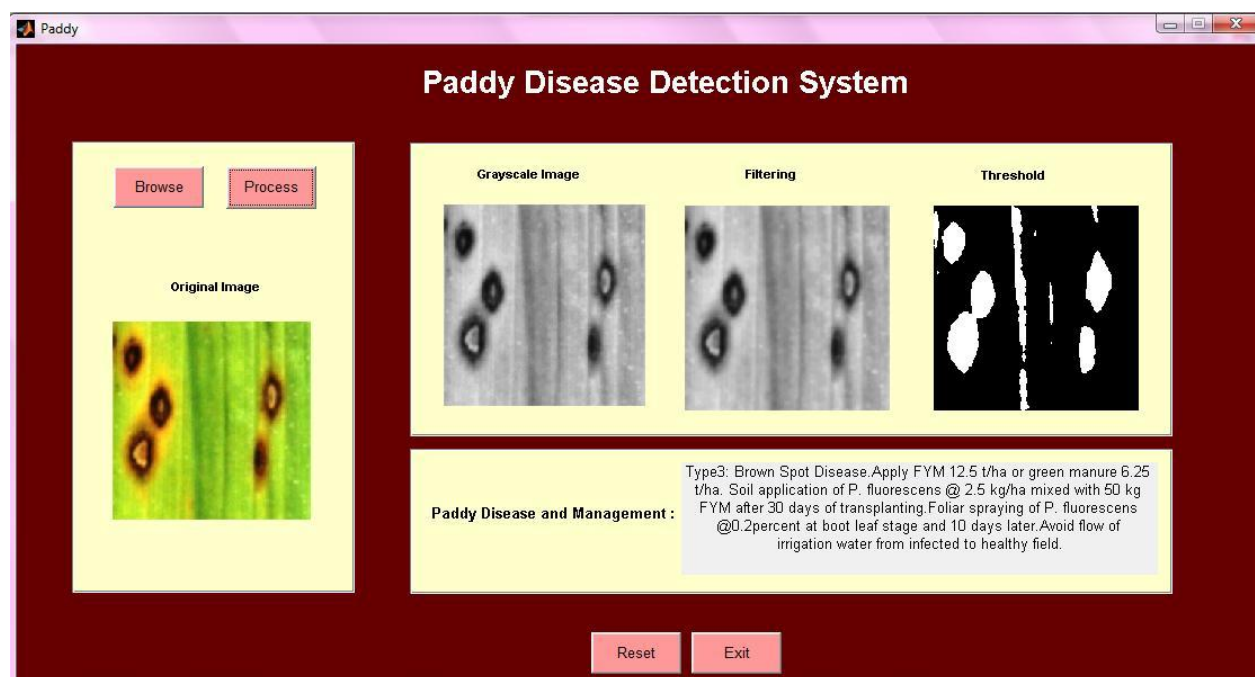 Paddy
Paddy Disease Detection System
Browse
Process
Original Image
Grayscale Image
Filtering
Threshold
Paddy Disease and Management :
Type3: Brown Spot Disease.Apply FYM 12.5 t/ha or green manure 6.25
t/ha. Soil application of P. fluorescens @ 2.5 kg/ha mixed with 50 kg
FYM after 30 days of transplanting.Foliar spraying of P. fluorescens
@0.2percent at boot leaf stage and 10 days later.Avoid flow of
irrigation water from infected to healthy field.
Reset
Exit